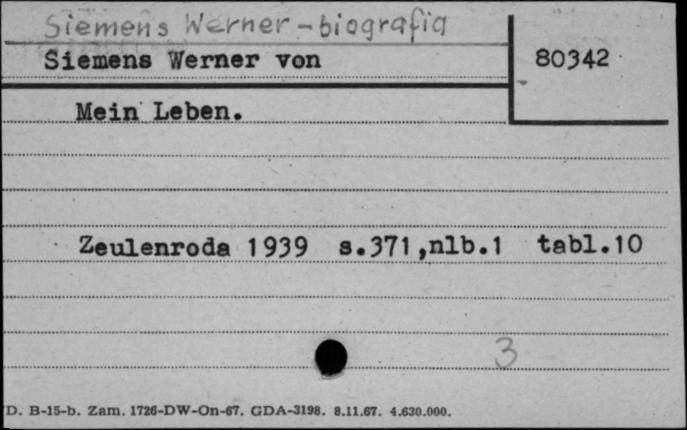 Siemens Werner - biografia
Siemens Werner von
80342
Mein Leben.
Zeulenroda 1939 s.371,nlb.1 tabl.10
3
D. B-15-b. Zam. 1726-DW-On-67. GDA-3198. 8.11.67. 4.630.000.